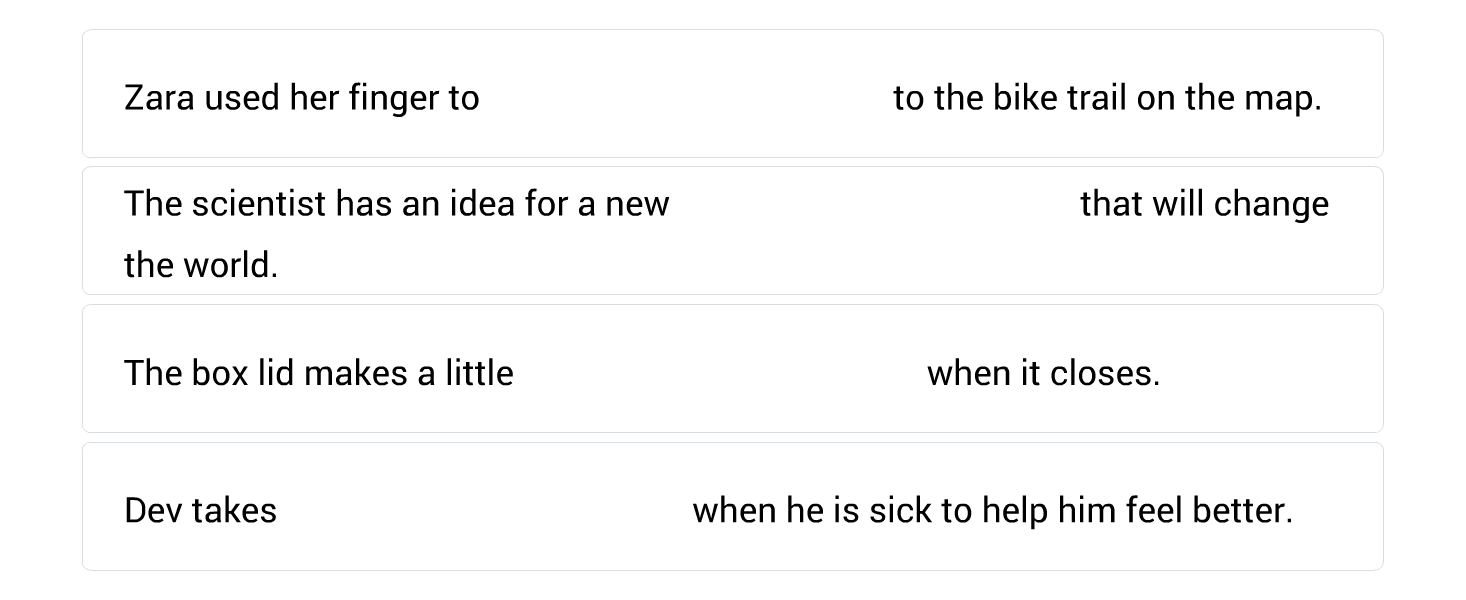 Zara used her finger to to the bike trail on the map.
The scientist has an idea for a new that will change
the world.
The box lid makes a little when it closes.
Dev takes when he is sick to help him feel better.